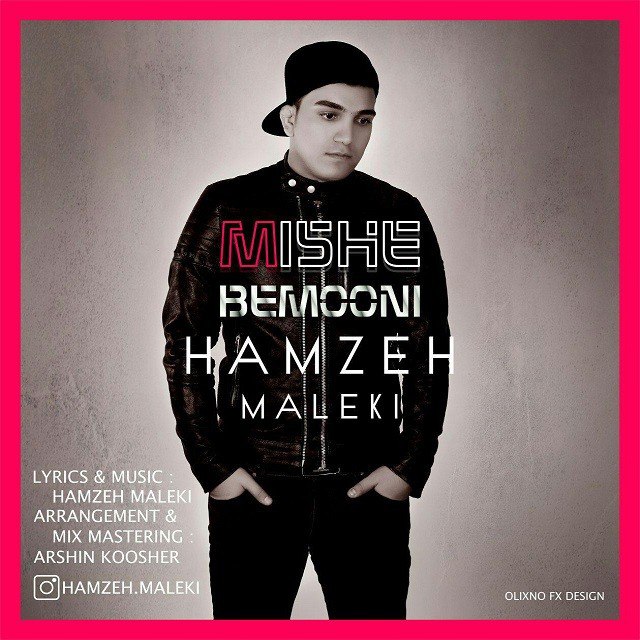 MISHE
BEMOONI
HAMZEH
MALEKI
LYRICS & MUSIC :
HAMZEH MALEKI
ARRANGEMENT &
MIX MASTERING :
ARSHIN KOOSHER
HAMZEH.MALEKI
OLIXNO FX DESIGN